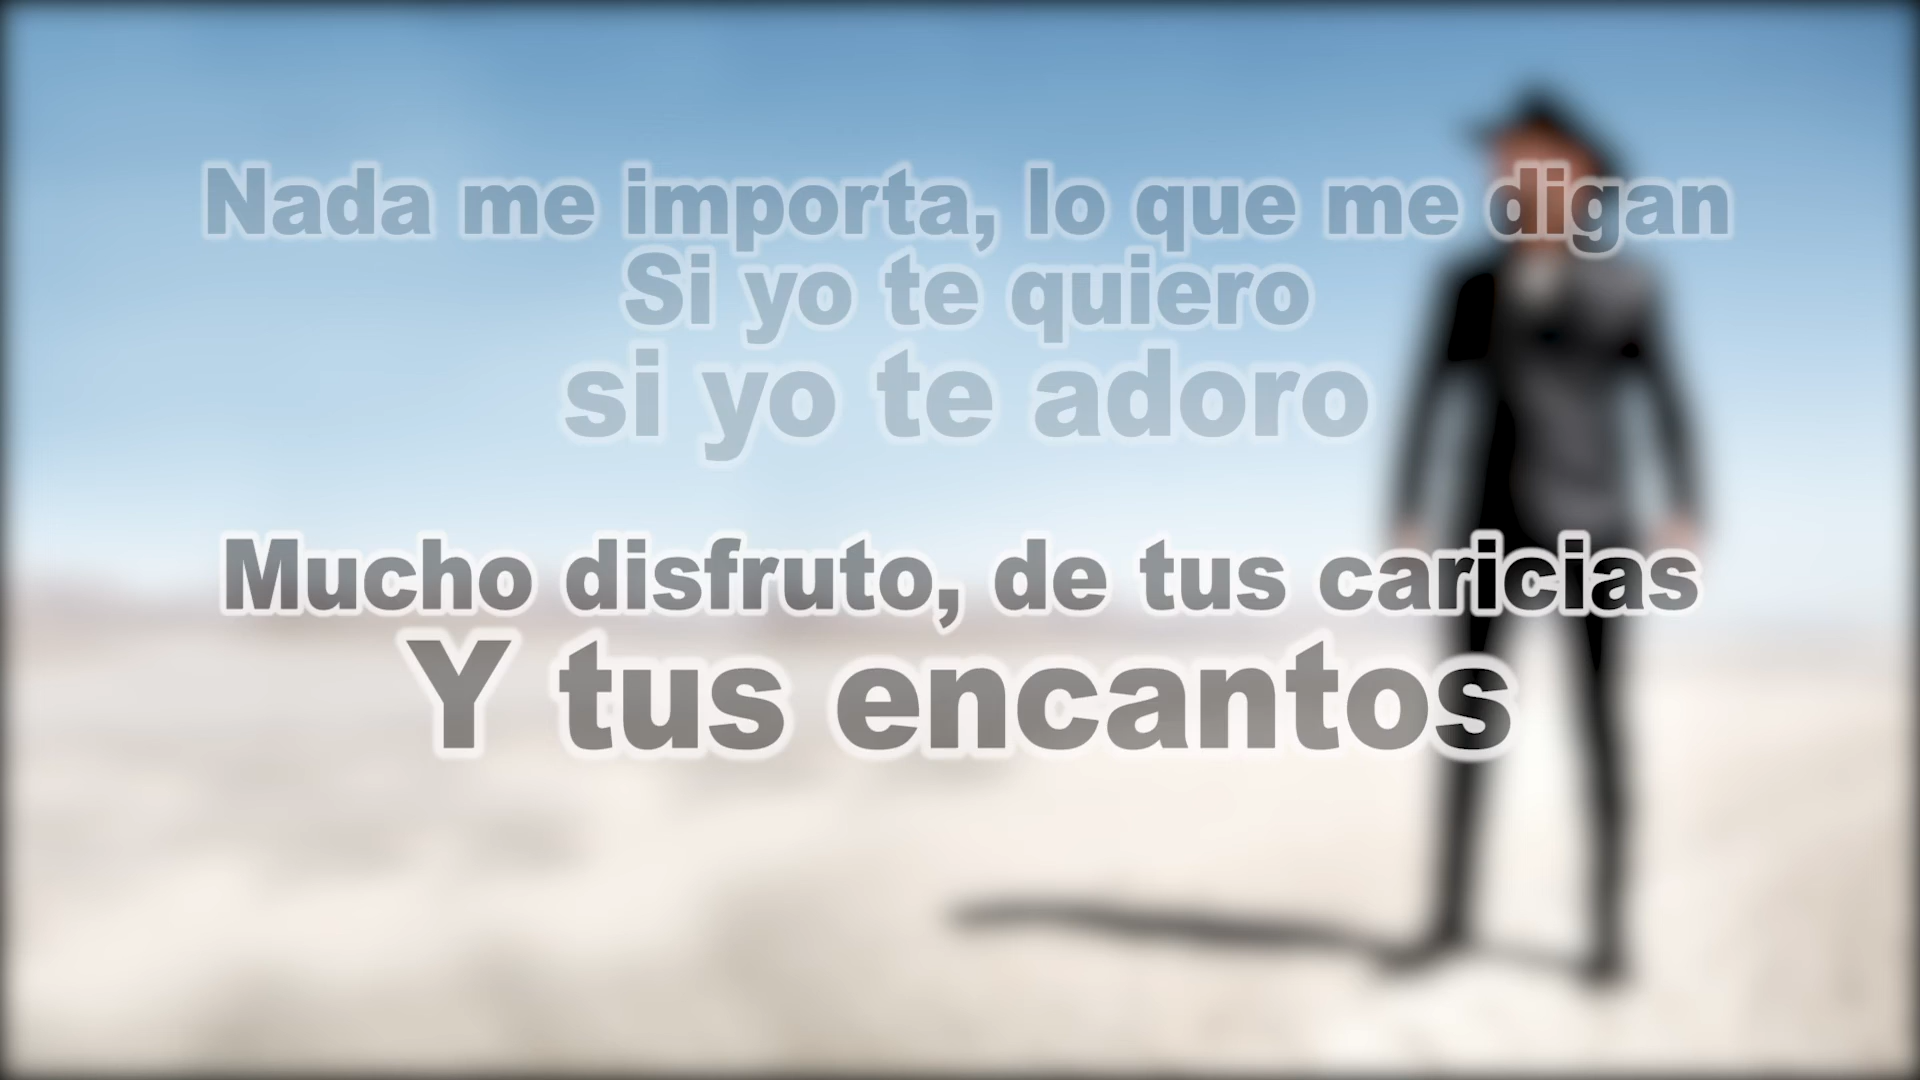 Nada me importa, lo que me digan
Si yo te quiero
si yo te adoro
Mucho disfruto, de tus caricias
Y tus encantos